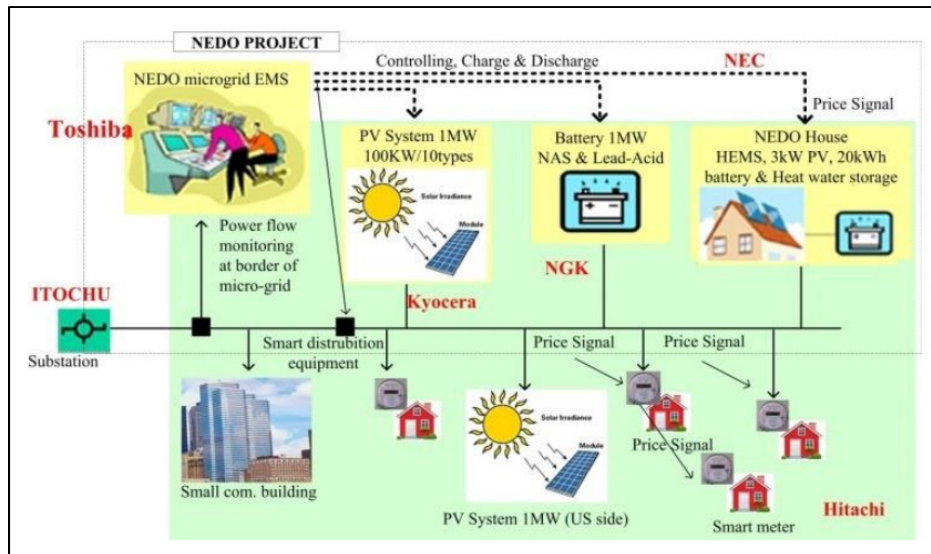 NEDO PROJECT
NEDO microgrid EMS
Controlling, Charge & Discharge
NEC
Price Signal
Toshiba
PV System 1MW
100KW/10types
Solar Irradiance
Module
Battery 1MW
NAS & Lead-Acid
NEDO House
HEMS, 3kW PV, 20kWh
battery & Heat water storage
Power flow
monitoring
at border of
micro-grid
Kyocera
NGK
ITOCHU
Substation
Smart distrubition
equipment
Price Signal
Price Signal
Small com. building
Solar Irradiance
Module
PV System 1MW (US side)
Price Signal
Smart meter
Hitachi